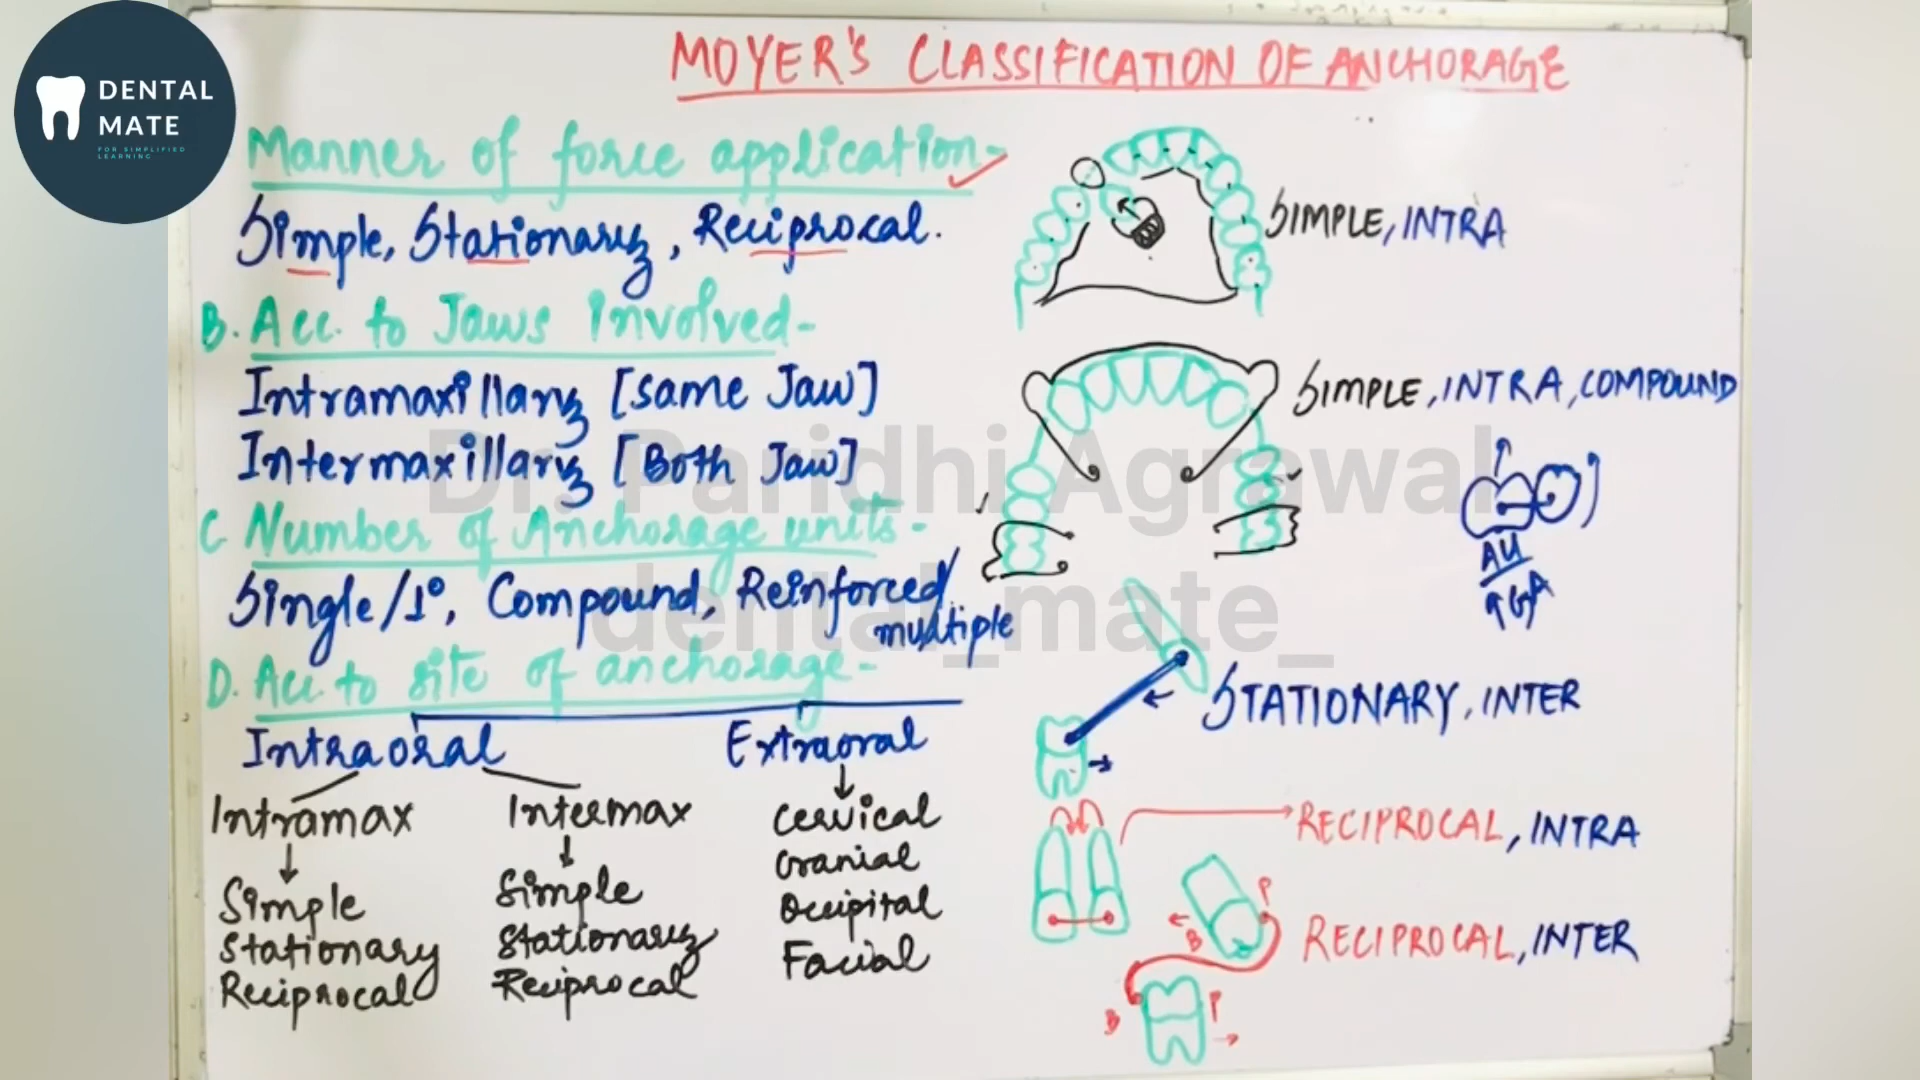 DENTAL
MATE
FOR SIMPLIFIED
LEARNING
MOYER'S CLASSIFICATION OF ANCHORAGE
Manner of force application-
Simple, Stationary, Reciprocal.
B. Acc. to Jaws involved-
Intramaxillary [same Jaw]
Intermaxillary [Both Jaw]
C Number of Anchorage units-
Single/1°, Compound, Reinforced/
multiple
D. Acc to site of anchorage-
Intraoral Extraoral
Intramax Intermax Cervical
Cranial
Simple Simple Occipital
Stationary Stationary Facial
Reciprocal Reciprocal
SIMPLE, INTRA
SIMPLE, INTRA, COMPOUND
AU
STATIONARY, INTER
RECIPROCAL, INTRA
P
B
RECIPROCAL, INTER
B P
Dr. Paridhi Agrawal
dental_mate_